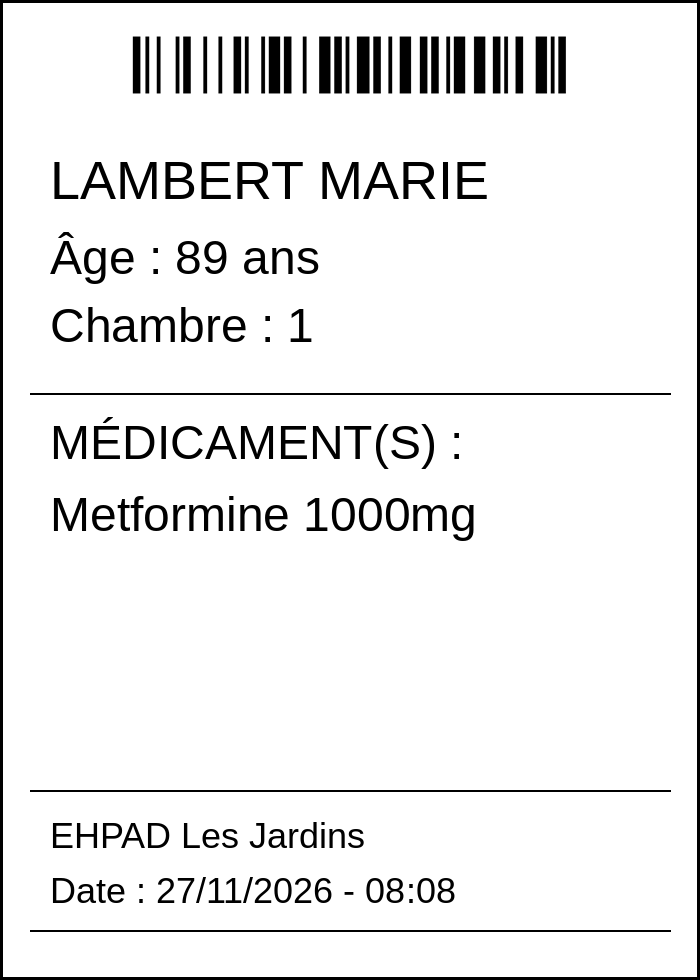 LAMBERT MARIE
Âge : 89 ans
Chambre : 1
MÉDICAMENT(S) :
Metformine 1000mg
EHPAD Les Jardins
Date : 27/11/2026 - 08:08